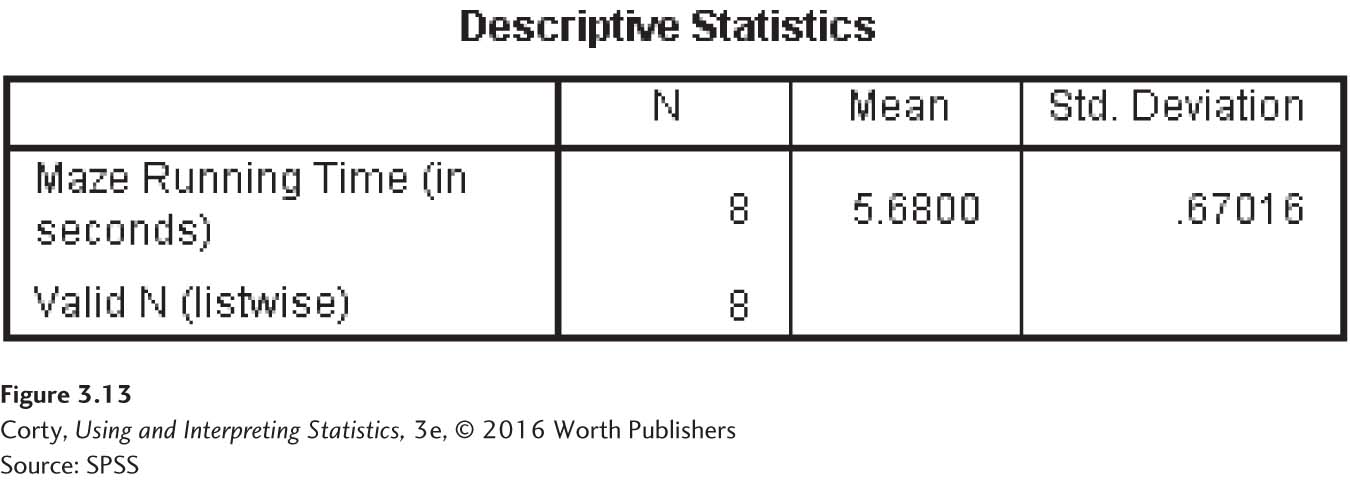 Descriptive Statistics
N Mean Std. Deviation
Maze Running Time (in
seconds) 8 5.6800 .67016
Valid N (listwise) 8
Figure 3.13
Corty, Using and Interpreting Statistics, 3e, © 2016 Worth Publishers
Source: SPSS